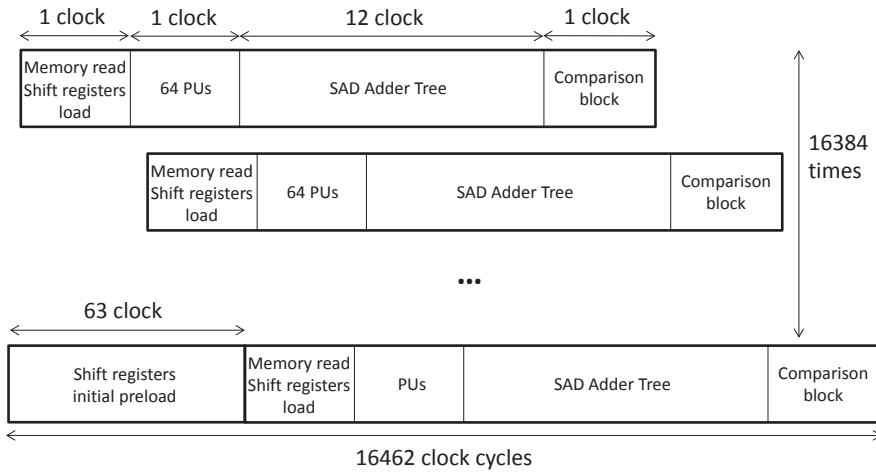 1 clock
1 clock
12 clock
1 clock
Memory read
Shift registers
load
64 PUs
SAD Adder Tree
Comparison
block
16384
times
Memory read
Shift registers
load
64 PUs
SAD Adder Tree
Comparison
block
...
63 clock
Shift registers
initial preload
Memory read
Shift registers
load
PUs
SAD Adder Tree
Comparison
block
16462 clock cycles